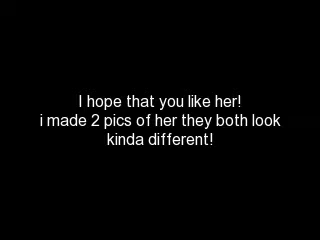 I hope that you like her!
i made 2 pics of her they both look
kinda different!